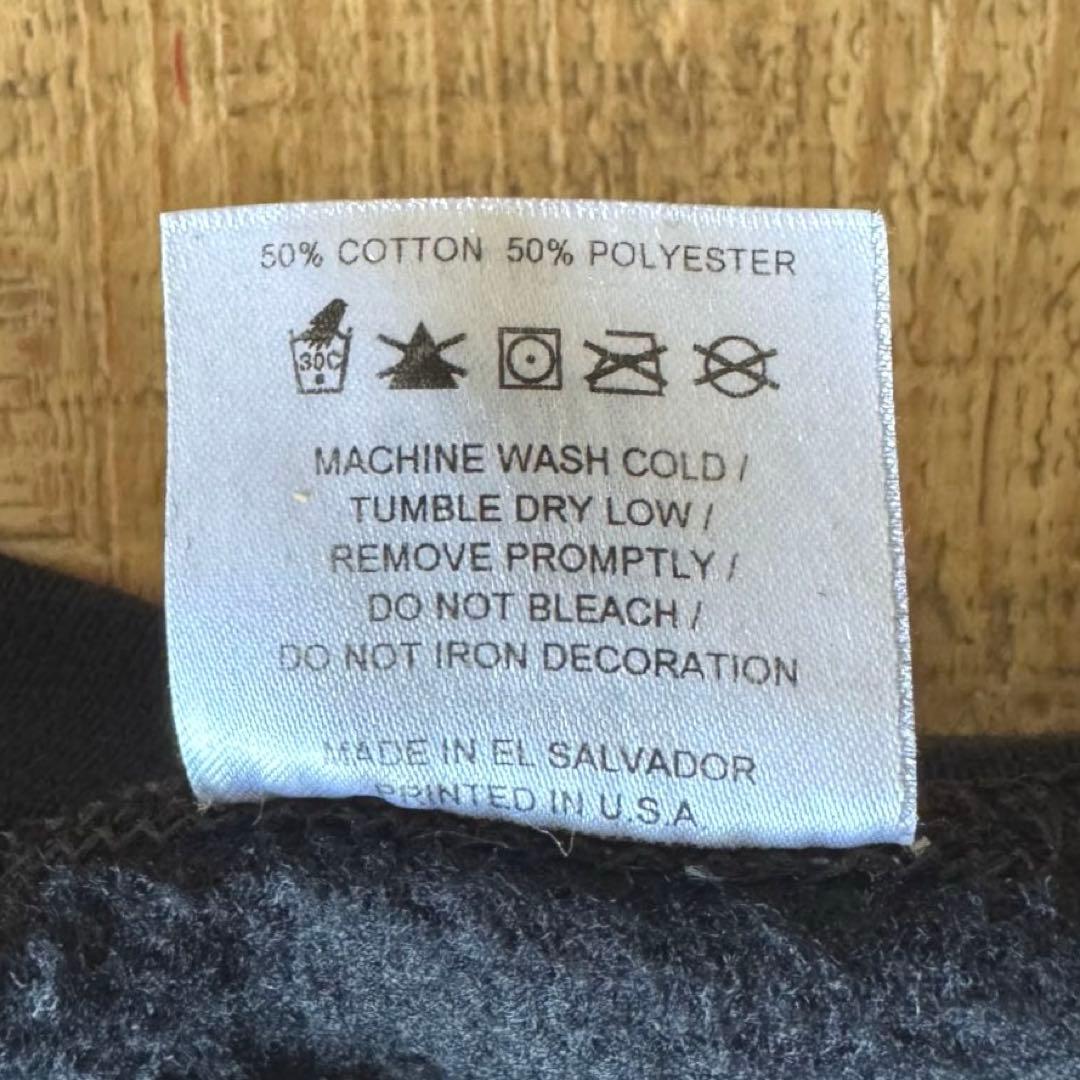 50% COTTON 50% POLYESTER
30C
MACHINE WASH COLD /
TUMBLE DRY LOW /
REMOVE PROMPTLY /
DO NOT BLEACH /
DO NOT IRON DECORATION
MADE IN EL SALVADOR
PRINTED IN U.S.A.